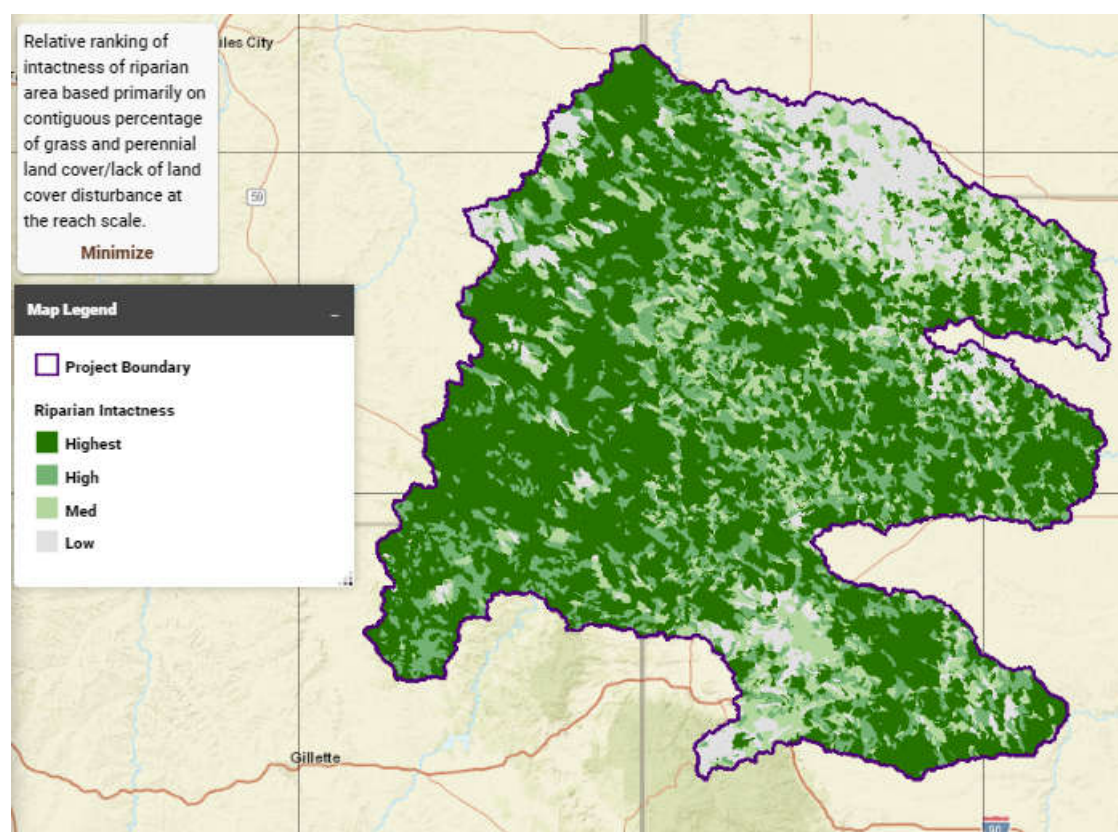 Relative ranking of
intactness of riparian
area based primarily on
contiguous percentage
of grass and perennial
land cover/lack of land
cover disturbance at
the reach scale.
Minimize
iles City
59
Map Legend
Project Boundary
Riparian Intactness
Highest
High
Med
Low
Gillette
90